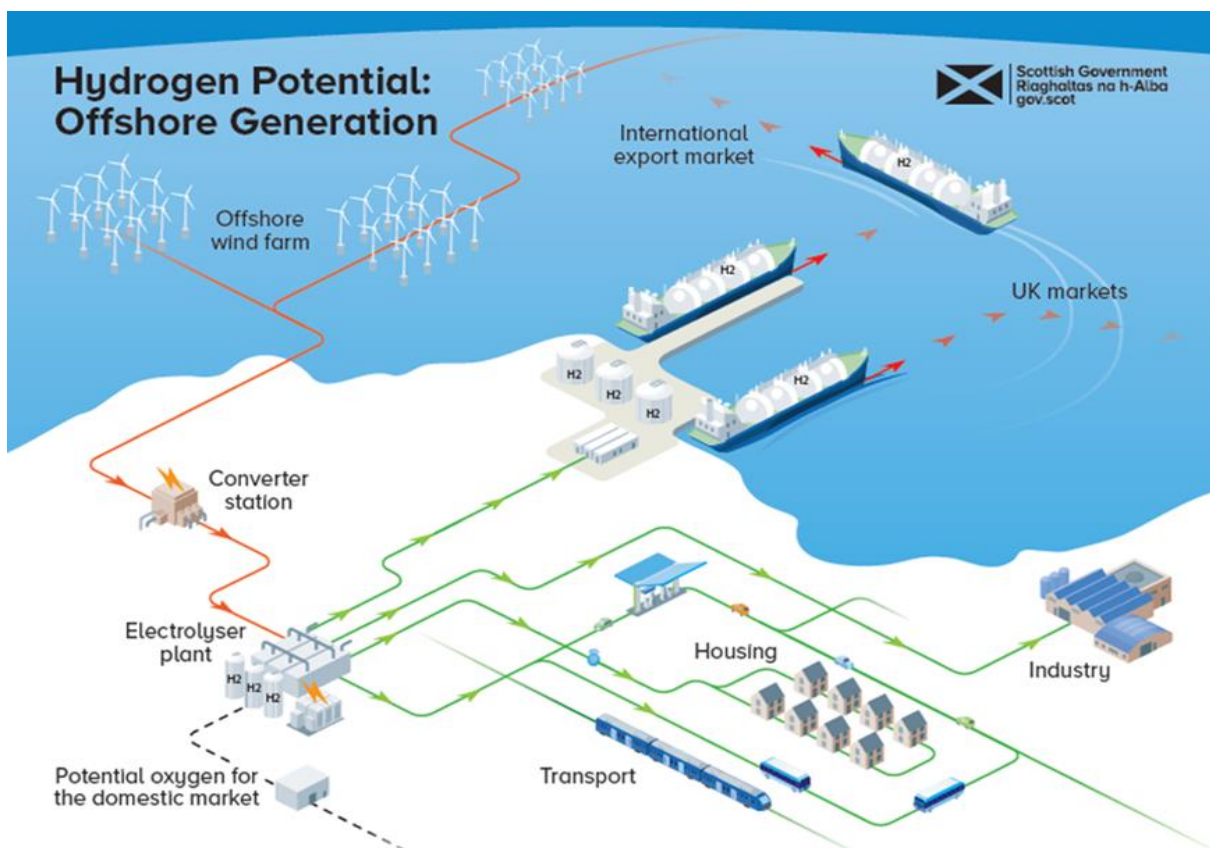 Hydrogen Potential:
Offshore Generation
Scottish Government
Riaghaltas na h-Alba
gov.scot
International
export market
H2
Offshore
wind farm
H2
UK markets
H2
H2
H2
H2
Converter
station
Electrolyser
plant
H2
H2
H2
Housing
Industry
Transport
Potential oxygen for
the domestic market